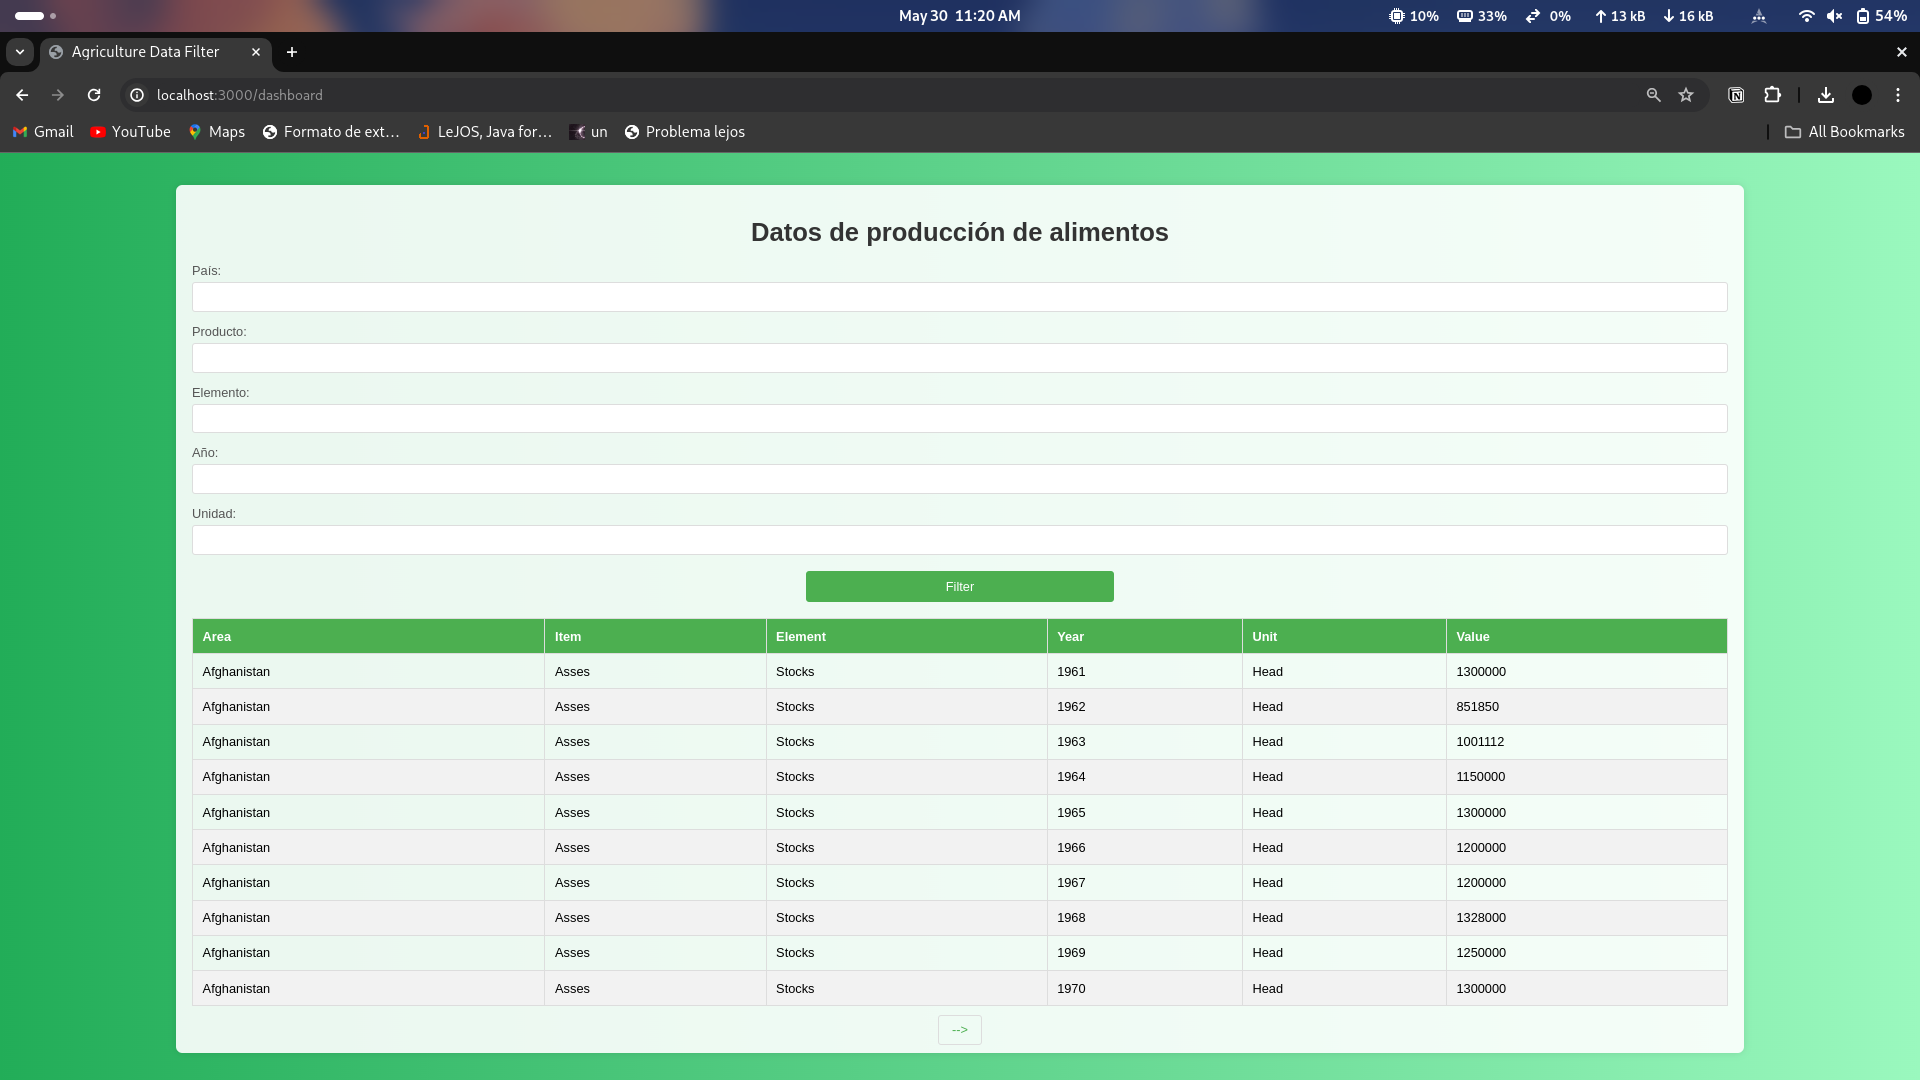 May 30 11:20 AM 10% 33% 0% 13 kB 16 kB 54%
Agriculture Data Filter
localhost:3000/dashboard
Gmail YouTube Maps Formato de ext... LeJOS, Java for... un Problema lejos All Bookmarks
Datos de producción de alimentos
País:
Producto:
Elemento:
Año:
Unidad:
Filter
Area Item Element Year Unit Value
Afghanistan Asses Stocks 1961 Head 1300000
Afghanistan Asses Stocks 1962 Head 851850
Afghanistan Asses Stocks 1963 Head 1001112
Afghanistan Asses Stocks 1964 Head 1150000
Afghanistan Asses Stocks 1965 Head 1300000
Afghanistan Asses Stocks 1966 Head 1200000
Afghanistan Asses Stocks 1967 Head 1200000
Afghanistan Asses Stocks 1968 Head 1328000
Afghanistan Asses Stocks 1969 Head 1250000
Afghanistan Asses Stocks 1970 Head 1300000
-->